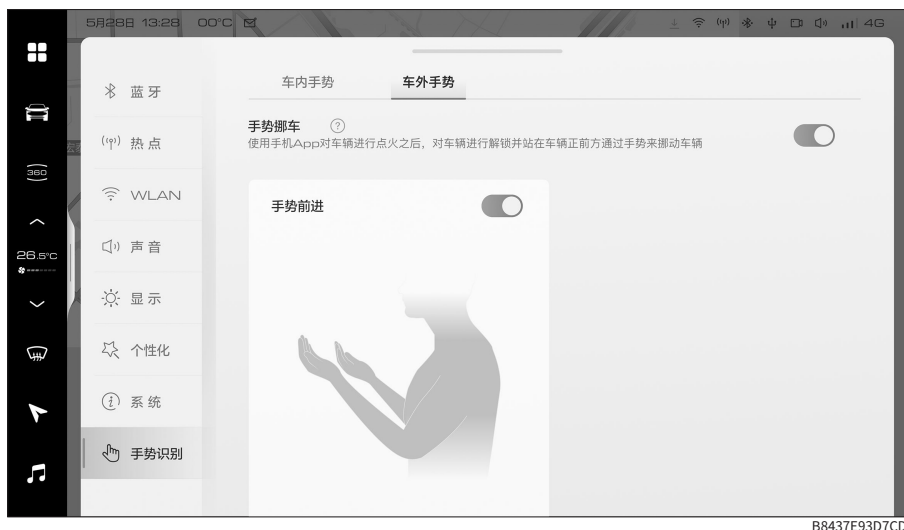 5月28日 13:28 00°C 4G
360
26.5°C
蓝牙
热点
WLAN
声音
显示
个性化
系统
手势识别
车内手势 车外手势
手势挪车 ?
使用手机App对车辆进行点火之后，对车辆进行解锁并站在车辆正前方通过手势来挪动车辆
手势前进
B8437E93D7CD